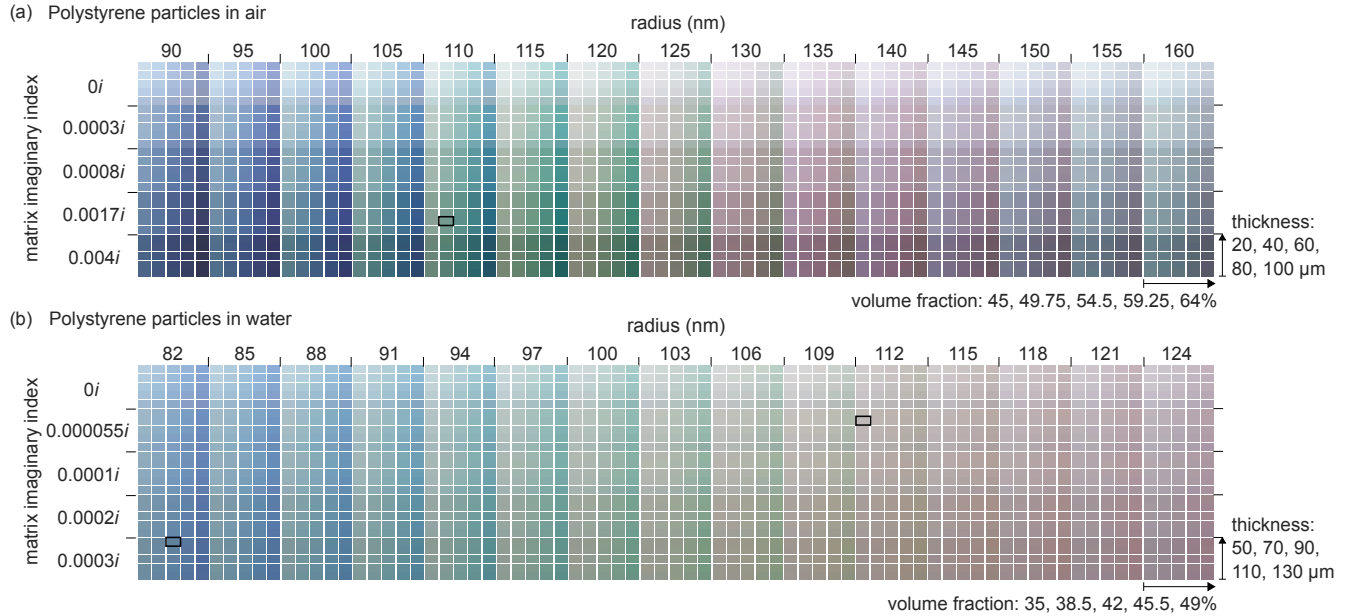 (a) Polystyrene particles in air
radius (nm)
90 95 100 105 110 115 120 125 130 135 140 145 150 155 160
matrix imaginary index
0i
0.0003i
0.0008i
0.0017i
0.004i
thickness:
20, 40, 60,
80, 100 µm
volume fraction: 45, 49.75, 54.5, 59.25, 64%
(b) Polystyrene particles in water
radius (nm)
82 85 88 91 94 97 100 103 106 109 112 115 118 121 124
matrix imaginary index
0i
0.000055i
0.0001i
0.0002i
0.0003i
thickness:
50, 70, 90,
110, 130 µm
volume fraction: 35, 38.5, 42, 45.5, 49%